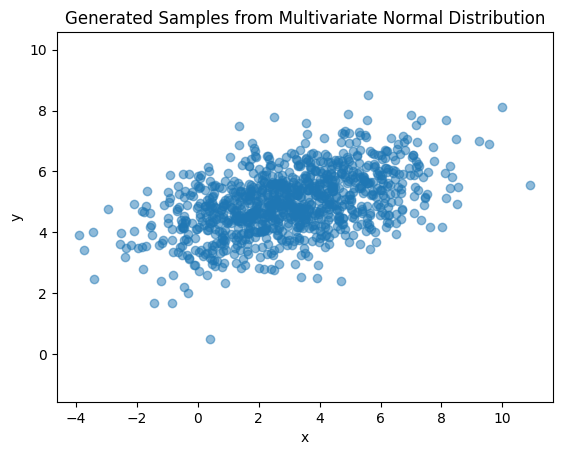 Generated Samples from Multivariate Normal Distribution
10
8
6
4
2
0
y
−4 −2 0 2 4 6 8 10
x